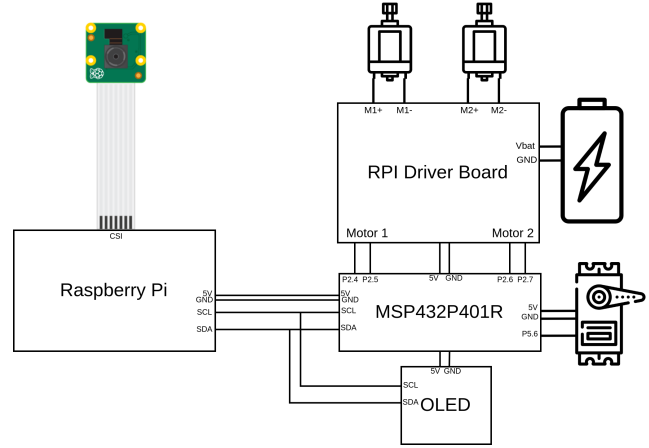 M1+ M1- M2+ M2-
Vbat
RPI Driver Board
GND
Motor 1 Motor 2
CSI
P2.4 P2.5 5V GND P2.6 P2.7
Raspberry Pi
5V
GND
SCL
SDA
5V
GND
SCL
SDA
MSP432P401R
5V
GND
P5.6
5V GND
SCL
SDA
OLED